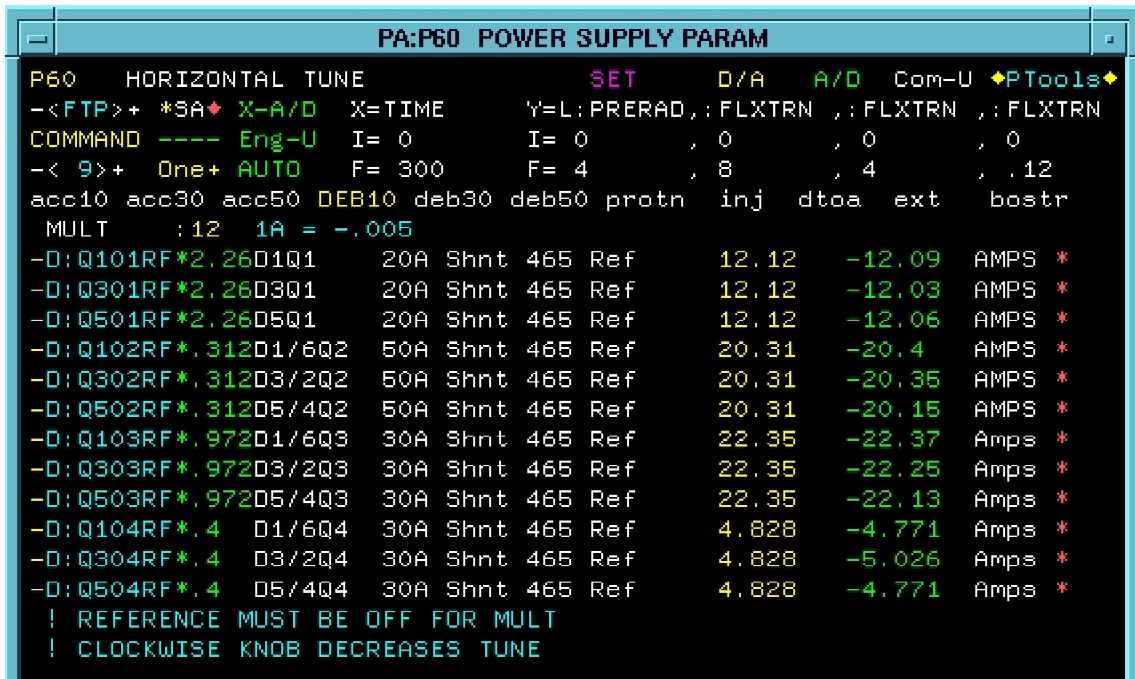 PA:P60 POWER SUPPLY PARAM
P60 HORIZONTAL TUNE SET D/A A/D Com-U ◆PTools◆
-<FTP>+ *SA◆ X-A/D X=TIME Y=L:PRERAD,:FLXTRN ,:FLXTRN ,:FLXTRN
COMMAND ---- Eng-U I= 0 I= 0 , 0 , 0 , 0
-< 9>+ One+ AUTO F= 300 F= 4 , 8 , 4 , .12
acc10 acc30 acc50 DEB10 deb30 deb50 protn inj dtoa ext bostr
MULT :12 1A = -.005
-D:Q101RF*2.26D1Q1 20A Shnt 465 Ref 12.12 -12.09 AMPS *
-D:Q301RF*2.26D3Q1 20A Shnt 465 Ref 12.12 -12.03 AMPS *
-D:Q501RF*2.26D5Q1 20A Shnt 465 Ref 12.12 -12.06 AMPS *
-D:Q102RF*.312D1/6Q2 50A Shnt 465 Ref 20.31 -20.4 AMPS *
-D:Q302RF*.312D3/2Q2 50A Shnt 465 Ref 20.31 -20.35 AMPS *
-D:Q502RF*.312D5/4Q2 50A Shnt 465 Ref 20.31 -20.15 AMPS *
-D:Q103RF*.972D1/6Q3 30A Shnt 465 Ref 22.35 -22.37 Amps *
-D:Q303RF*.972D3/2Q3 30A Shnt 465 Ref 22.35 -22.25 Amps *
-D:Q503RF*.972D5/4Q3 30A Shnt 465 Ref 22.35 -22.13 Amps *
-D:Q104RF*.4 D1/6Q4 30A Shnt 465 Ref 4.828 -4.771 Amps *
-D:Q304RF*.4 D3/2Q4 30A Shnt 465 Ref 4.828 -5.026 Amps *
-D:Q504RF*.4 D5/4Q4 30A Shnt 465 Ref 4.828 -4.771 Amps *
! REFERENCE MUST BE OFF FOR MULT
! CLOCKWISE KNOB DECREASES TUNE